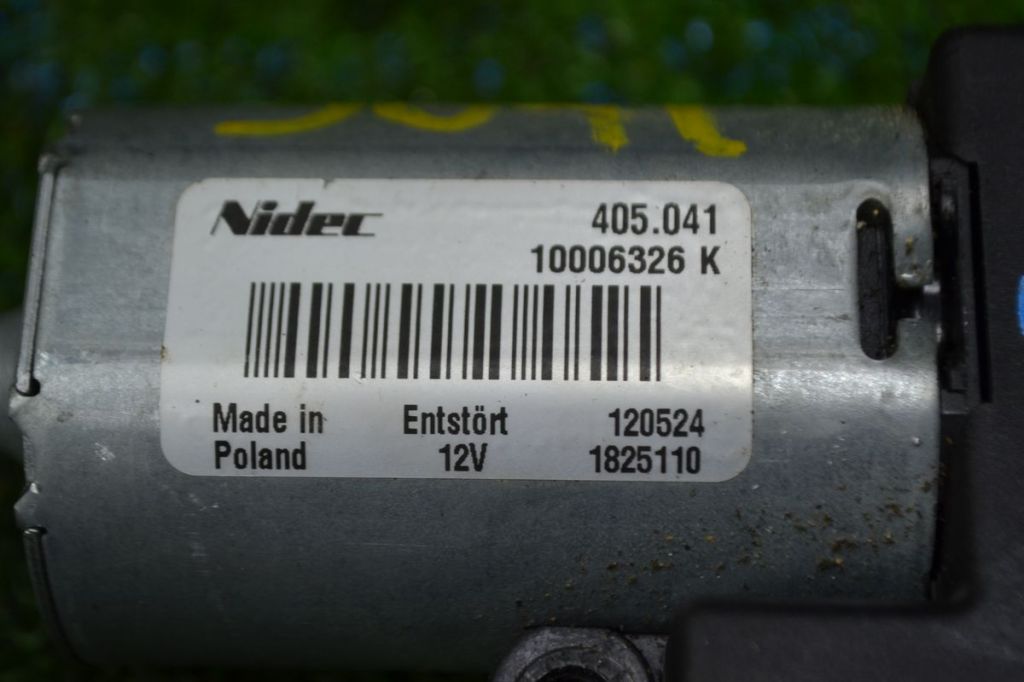 Nidec
405.041
10006326 K
Made in Entstört 120524
Poland 12V 1825110